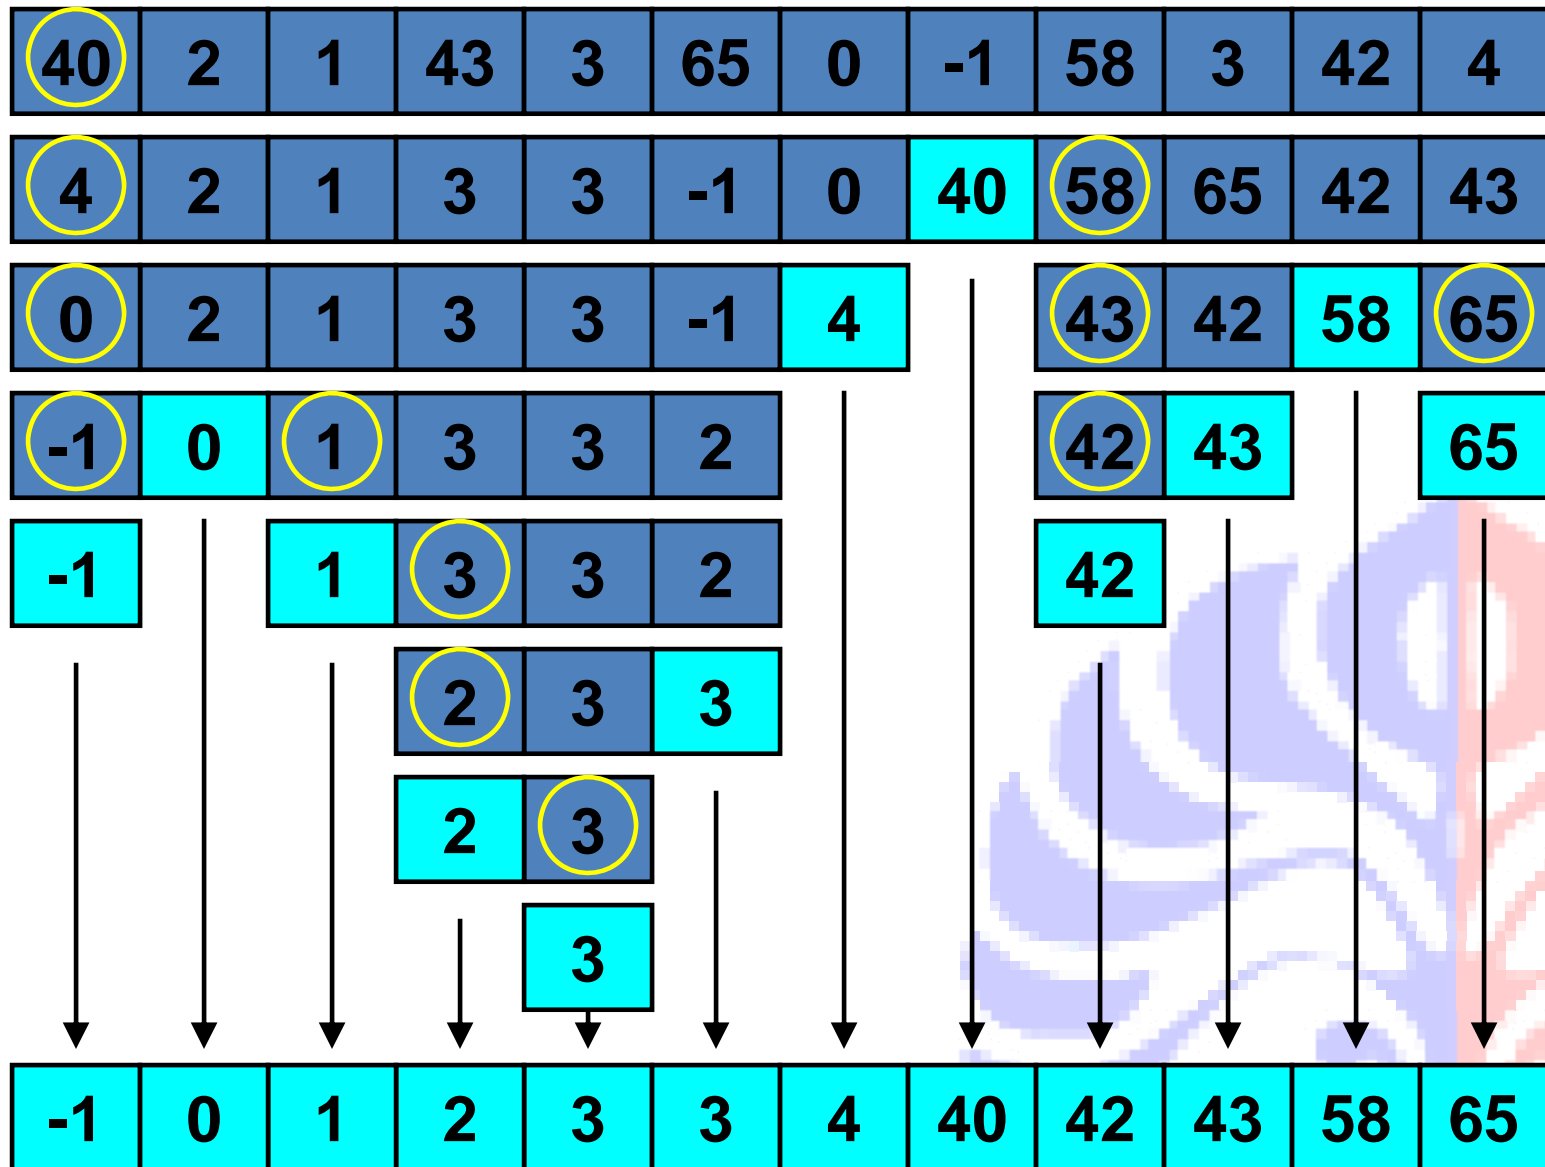 40 2 1 43 3 65 0 -1 58 3 42 4
4 2 1 3 3 -1 0 40 58 65 42 43
0 2 1 3 3 -1 4 43 42 58 65
-1 0 1 3 3 2 42 43 65
-1 1 3 3 2 42
2 3 3
2 3
3
-1 0 1 2 3 3 4 40 42 43 58 65